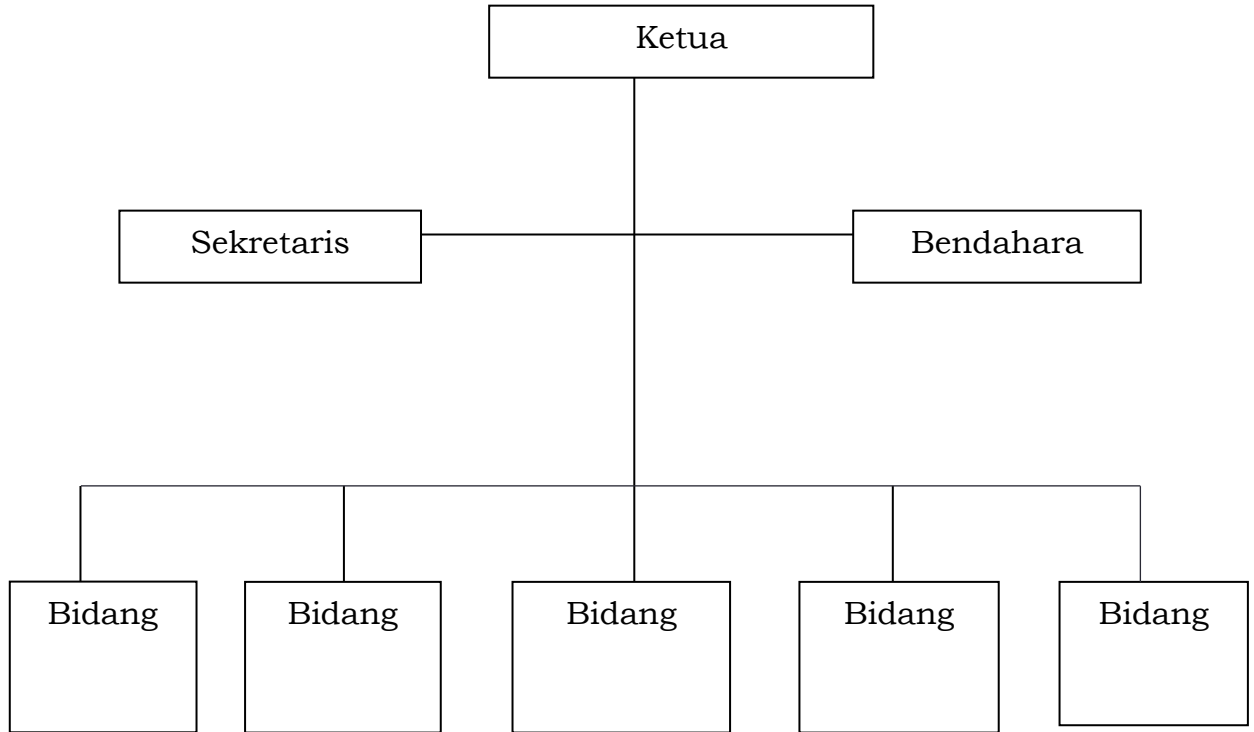 Ketua
Sekretaris
Bendahara
Bidang
Bidang
Bidang
Bidang
Bidang